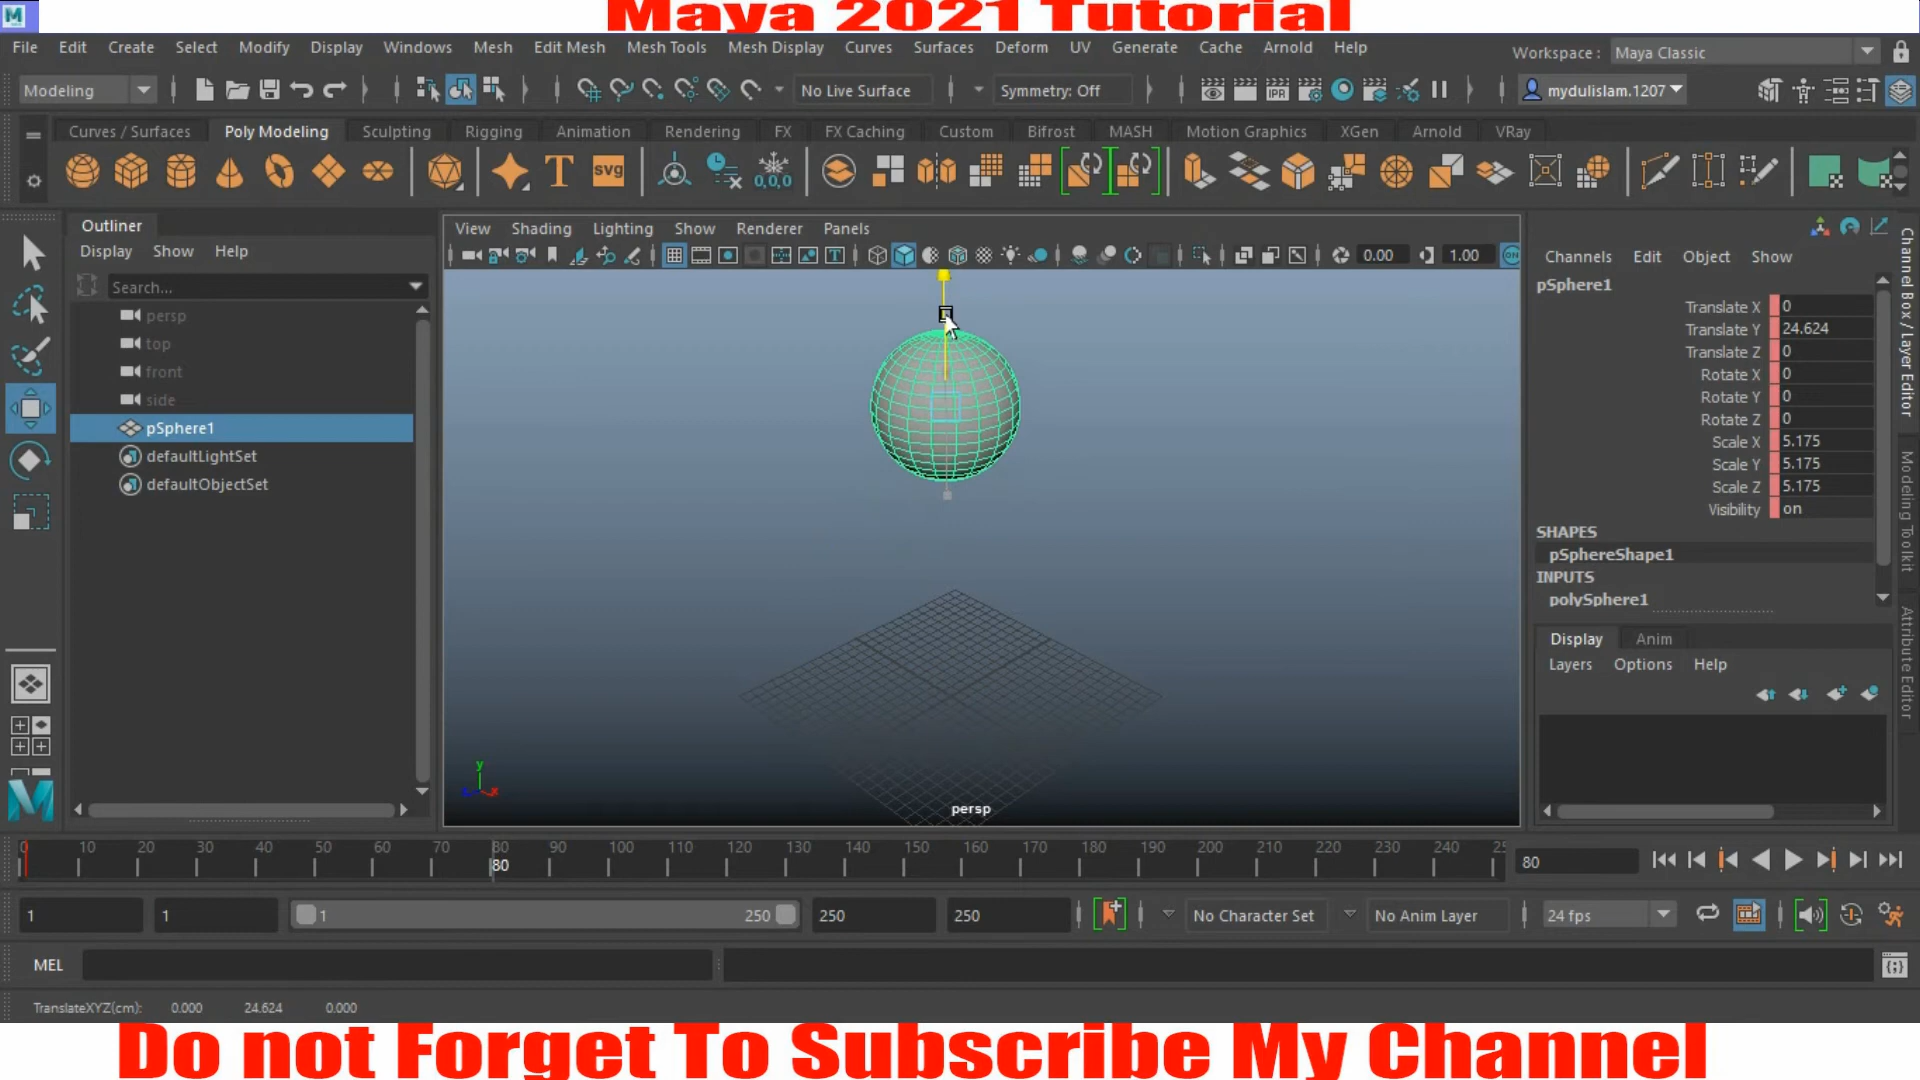 Maya 2021 Tutorial
File Edit Create Select Modify Display Windows Mesh Edit Mesh Mesh Tools Mesh Display Curves Surfaces Deform UV Generate Cache Arnold Help
Workspace : Maya Classic
Modeling No Live Surface Symmetry: Off mydulislam.1207
Curves / Surfaces Poly Modeling Sculpting Rigging Animation Rendering FX FX Caching Custom Bifrost MASH Motion Graphics XGen Arnold VRay
T svg 0,0,0
IPR
Outliner
Display Show Help
Search...
persp
top
front
side
pSphere1
defaultLightSet
defaultObjectSet
View Shading Lighting Show Renderer Panels
0.00 1.00 ON
y
x
persp
Channels Edit Object Show
pSphere1
Translate X 0
Translate Y 24.624
Translate Z 0
Rotate X 0
Rotate Y 0
Rotate Z 0
Scale X 5.175
Scale Y 5.175
Scale Z 5.175
Visibility on
SHAPES
pSphereShape1
INPUTS
polySphere1
Display Anim
Layers Options Help
Channel Box / Layer Editor
Modeling Toolkit
Attribute Editor
0 10 20 30 40 50 60 70 80 90 100 110 120 130 140 150 160 170 180 190 200 210 220 230 240 25
80
80
1 1 1 250 250 250 No Character Set No Anim Layer 24 fps
MEL
TranslateXYZ(cm): 0.000 24.624 0.000
Do not Forget To Subscribe My Channel